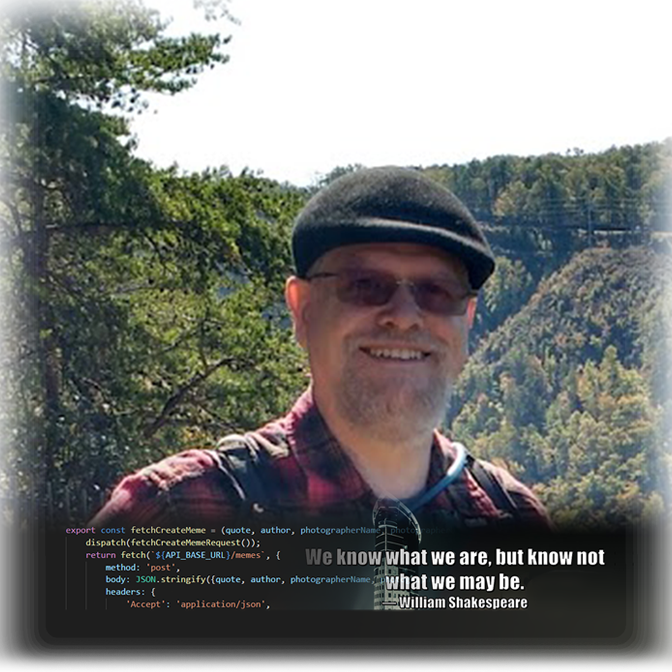 export const fetchCreateMeme = (quote, author, photographerName, 
dispatch(fetchCreateMemeRequest());
return fetch(`${API_BASE_URL}/memes`, {
method: 'post',
body: JSON.stringify({quote, author, photographerName,
headers: {
'Accept': 'application/json',
We know what we are, but know not
what we may be.
—William Shakespeare